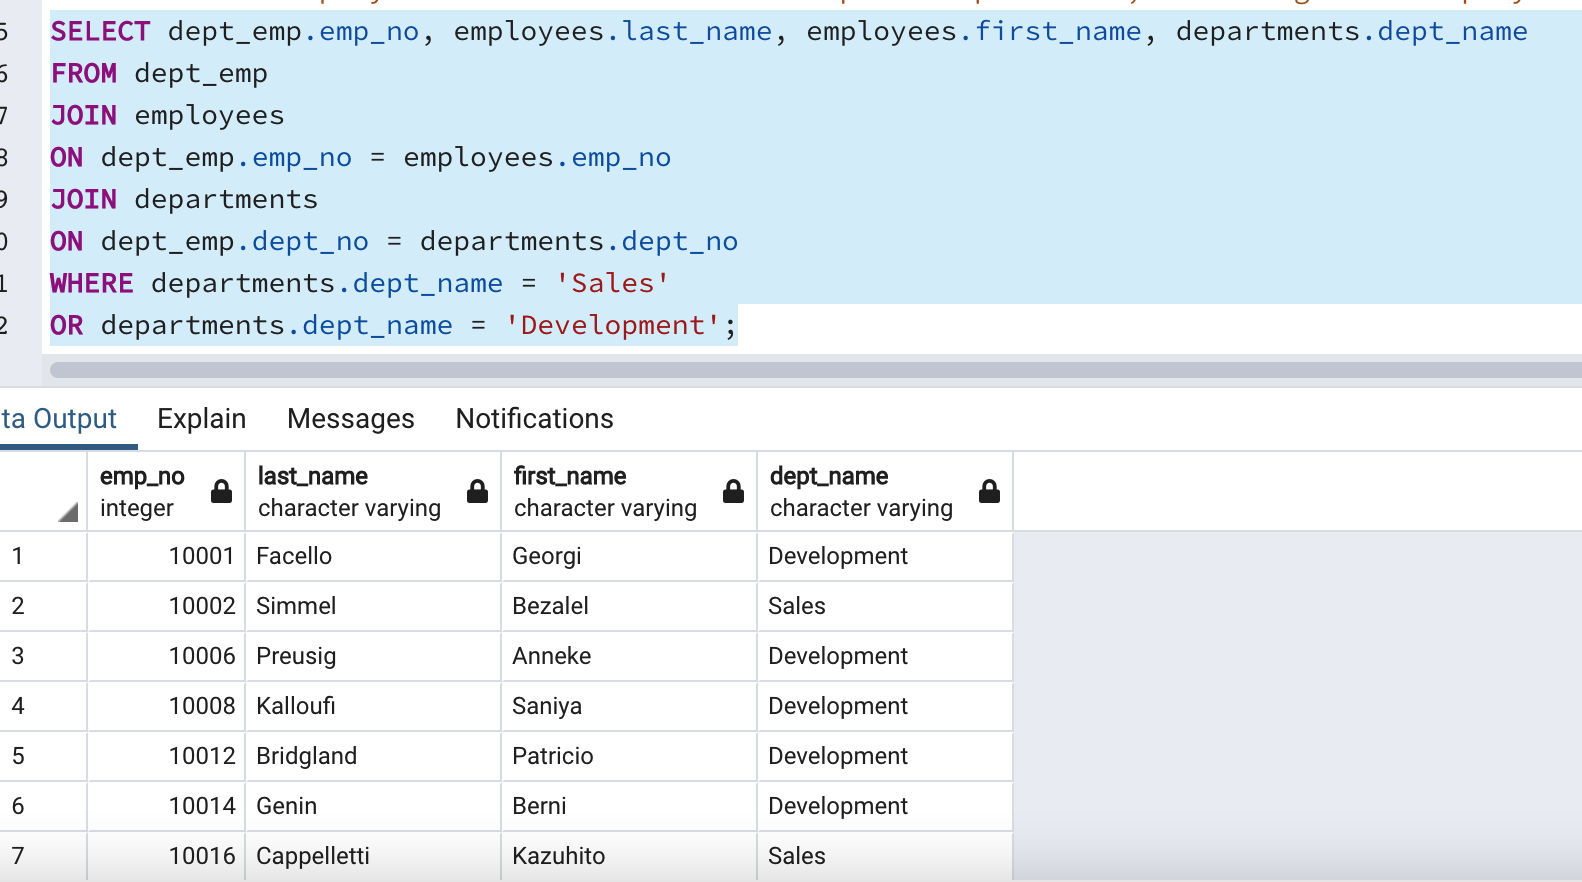 5 SELECT dept_emp.emp_no, employees.last_name, employees.first_name, departments.dept_name
6 FROM dept_emp
7 JOIN employees
8 ON dept_emp.emp_no = employees.emp_no
9 JOIN departments
0 ON dept_emp.dept_no = departments.dept_no
1 WHERE departments.dept_name = 'Sales'
2 OR departments.dept_name = 'Development';
ta Output Explain Messages Notifications
emp_no last_name first_name dept_name
integer character varying character varying character varying
1 10001 Facello Georgi Development
2 10002 Simmel Bezalel Sales
3 10006 Preusig Anneke Development
4 10008 Kalloufi Saniya Development
5 10012 Bridgland Patricio Development
6 10014 Genin Berni Development
7 10016 Cappelletti Kazuhito Sales